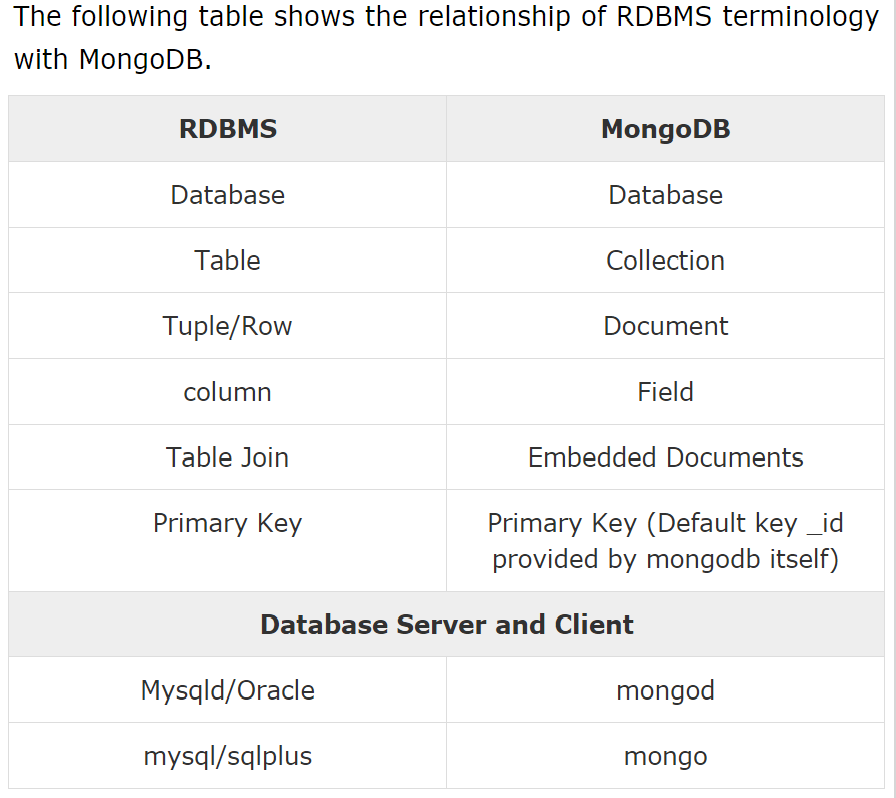 The following table shows the relationship of RDBMS terminology
with MongoDB.
RDBMS MongoDB
Database Database
Table Collection
Tuple/Row Document
column Field
Table Join Embedded Documents
Primary Key Primary Key (Default key _id
provided by mongodb itself)
Database Server and Client
Mysqld/Oracle mongod
mysql/sqlplus mongo